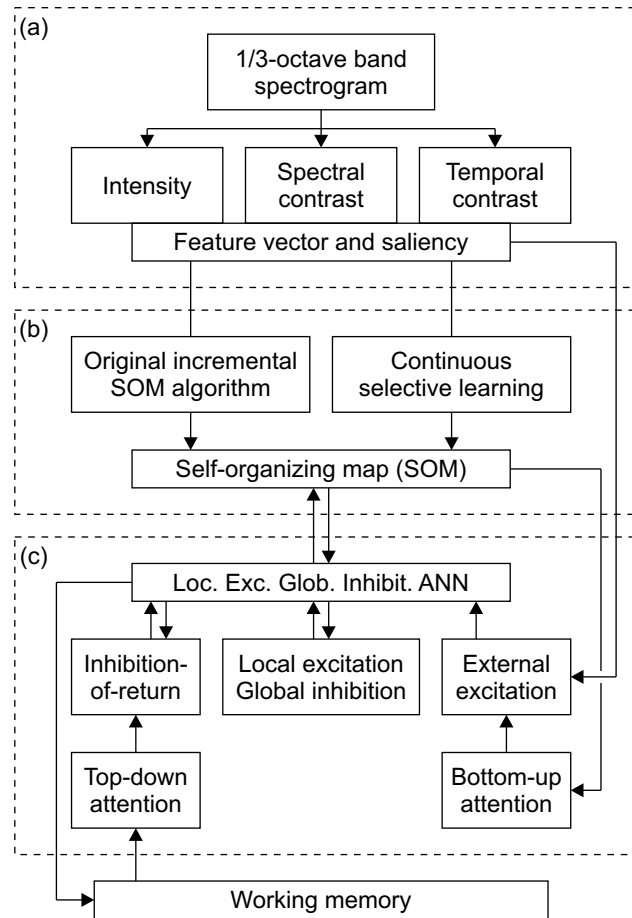 (a)
1/3-octave band
spectrogram
Intensity
Spectral
contrast
Temporal
contrast
Feature vector and saliency
(b)
Original incremental
SOM algorithm
Continuous
selective learning
Self-organizing map (SOM)
(c)
Loc. Exc. Glob. Inhibit. ANN
Inhibition-
of-return
Local excitation
Global inhibition
External
excitation
Top-down
attention
Bottom-up
attention
Working memory